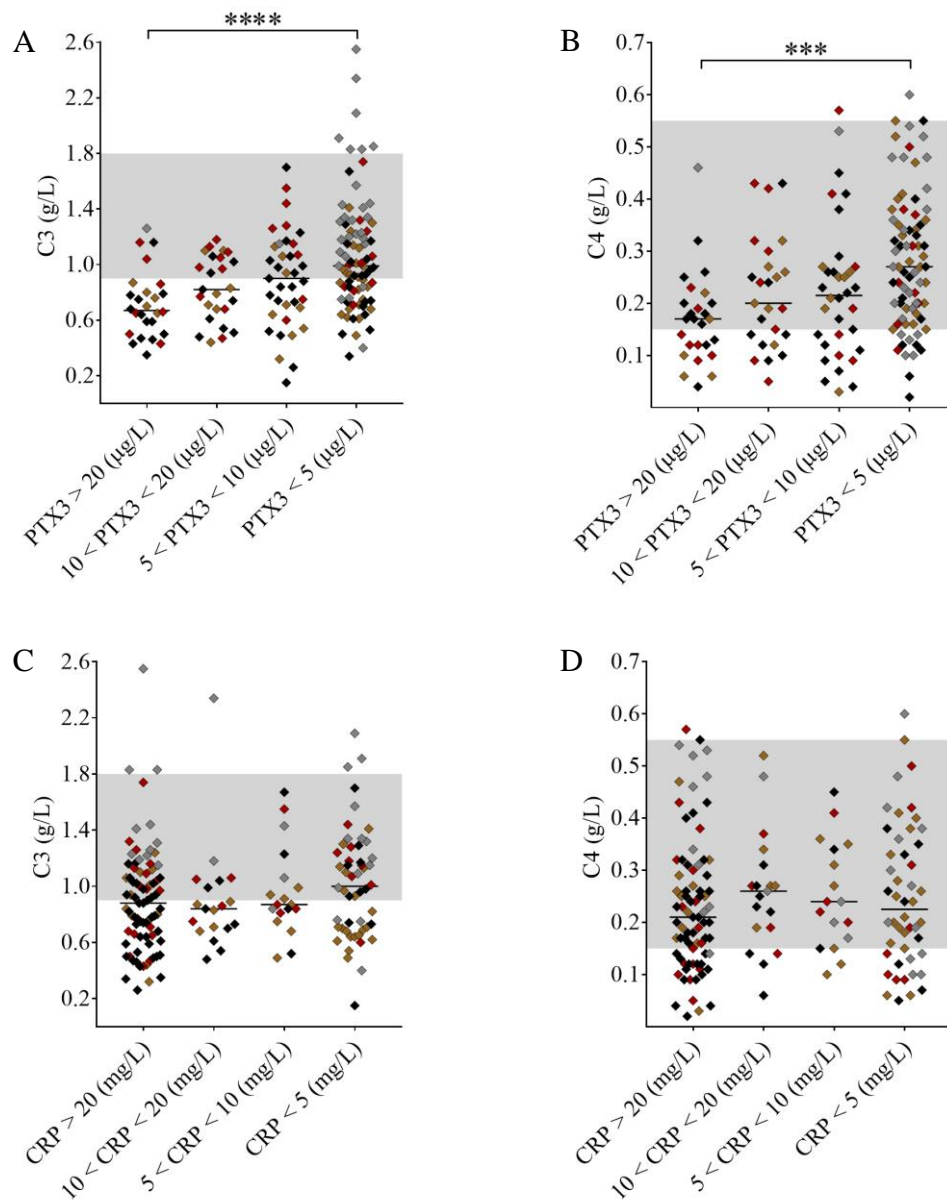 A
****
2.6
2.2
1.8
1.4
1.0
0.6
0.2
C3 (g/L)
PTX3 > 20 (µg/L)
10 < PTX3 < 20 (µg/L)
5 < PTX3 < 10 (µg/L)
PTX3 < 5 (µg/L)
B
***
0.7
0.6
0.5
0.4
0.3
0.2
0.1
C4 (g/L)
PTX3 > 20 (µg/L)
10 < PTX3 < 20 (µg/L)
5 < PTX3 < 10 (µg/L)
PTX3 < 5 (µg/L)
C
2.6
2.2
1.8
1.4
1.0
0.6
0.2
C3 (g/L)
CRP > 20 (mg/L)
10 < CRP < 20 (mg/L)
5 < CRP < 10 (mg/L)
CRP < 5 (mg/L)
D
0.7
0.6
0.5
0.4
0.3
0.2
0.1
C4 (g/L)
CRP > 20 (mg/L)
10 < CRP < 20 (mg/L)
5 < CRP < 10 (mg/L)
CRP < 5 (mg/L)